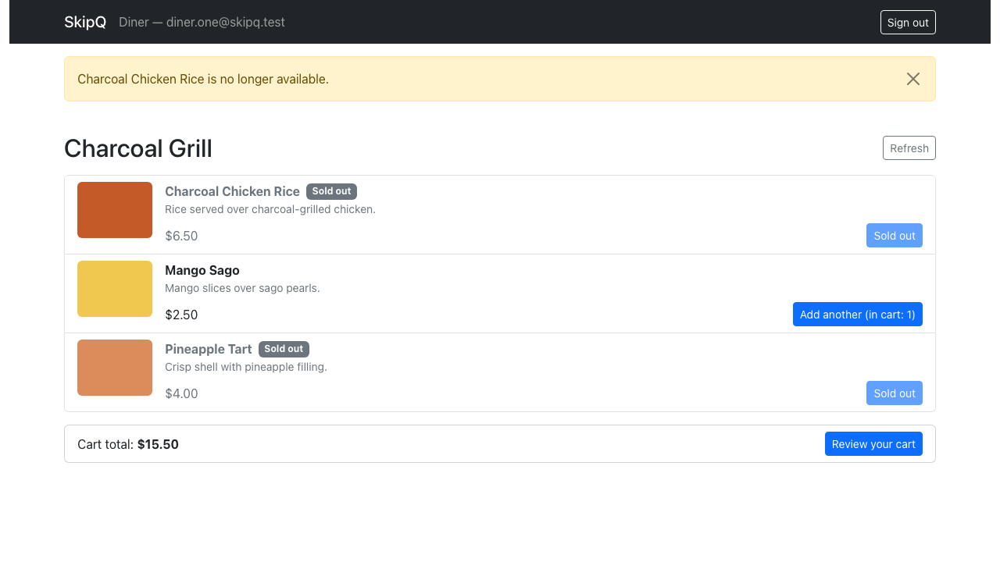 SkipQ Diner — diner.one@skipq.test Sign out
Charcoal Chicken Rice is no longer available.
Charcoal Grill Refresh
Charcoal Chicken Rice Sold out
Rice served over charcoal-grilled chicken.
$6.50 Sold out
Mango Sago
Mango slices over sago pearls.
$2.50 Add another (in cart: 1)
Pineapple Tart Sold out
Crisp shell with pineapple filling.
$4.00 Sold out
Cart total: $15.50 Review your cart